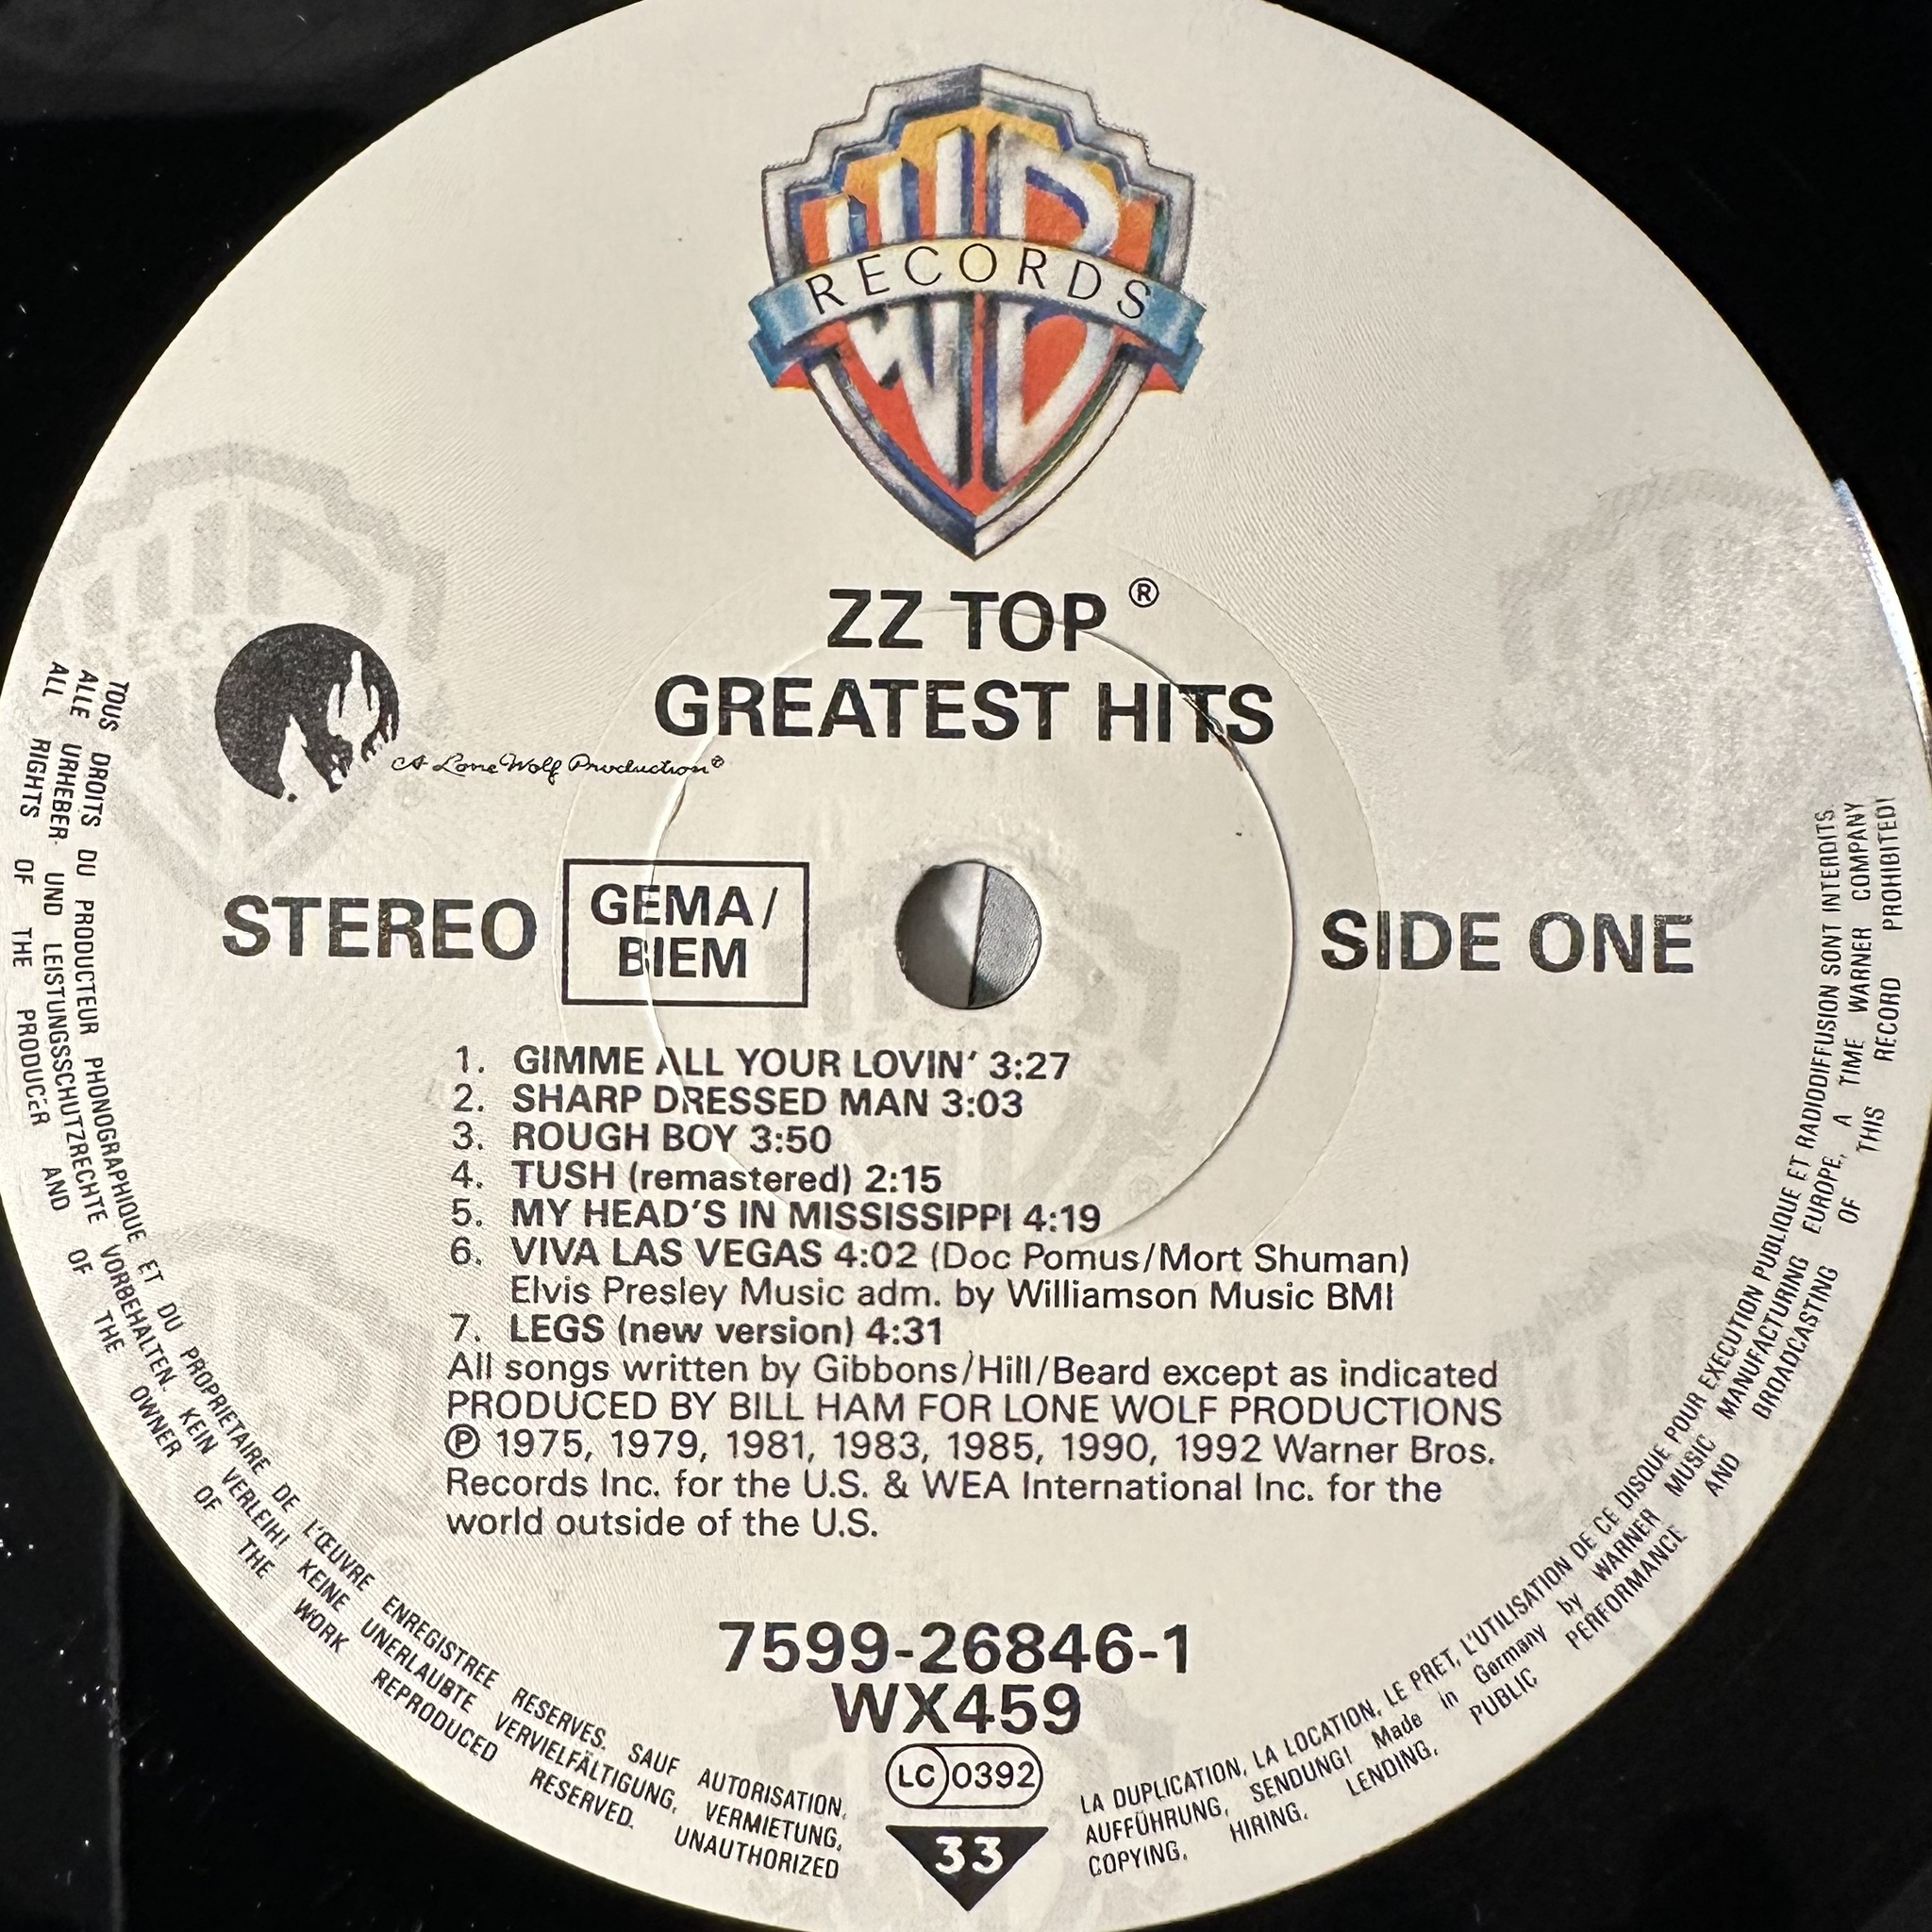 WB
RECORDS
ZZ TOP ®
GREATEST HITS
A Lone Wolf Production®
STEREO
GEMA/
BIEM
SIDE ONE
1. GIMME ALL YOUR LOVIN' 3:27
2. SHARP DRESSED MAN 3:03
3. ROUGH BOY 3:50
4. TUSH (remastered) 2:15
5. MY HEAD'S IN MISSISSIPPI 4:19
6. VIVA LAS VEGAS 4:02 (Doc Pomus/Mort Shuman)
Elvis Presley Music adm. by Williamson Music BMI
7. LEGS (new version) 4:31
All songs written by Gibbons/Hill/Beard except as indicated
PRODUCED BY BILL HAM FOR LONE WOLF PRODUCTIONS
℗ 1975, 1979, 1981, 1983, 1985, 1990, 1992 Warner Bros.
Records Inc. for the U.S. & WEA International Inc. for the
world outside of the U.S.
7599-26846-1
WX459
LC 0392
33
TOUS DROITS DU PRODUCTEUR PHONOGRAPHIQUE ET DU PROPRIETAIRE DE L'ŒUVRE ENREGISTREE RESERVES. SAUF AUTORISATION, LA DUPLICATION, LA LOCATION, LE PRET, L'UTILISATION DE CE DISQUE POUR EXECUTION PUBLIQUE ET RADIODIFFUSION SONT INTERDITS.
ALLE URHEBER- UND LEISTUNGSSCHUTZRECHTE VORBEHALTEN. KEIN VERLEIH! KEINE UNERLAUBTE VERVIELFÄLTIGUNG, VERMIETUNG, AUFFÜHRUNG, SENDUNG! Made in Germany by WARNER MUSIC MANUFACTURING EUROPE, A TIME WARNER COMPANY
ALL RIGHTS OF THE PRODUCER AND OF THE OWNER OF THE WORK REPRODUCED RESERVED. UNAUTHORIZED COPYING, HIRING, LENDING, PUBLIC PERFORMANCE AND BROADCASTING OF THIS RECORD PROHIBITED!